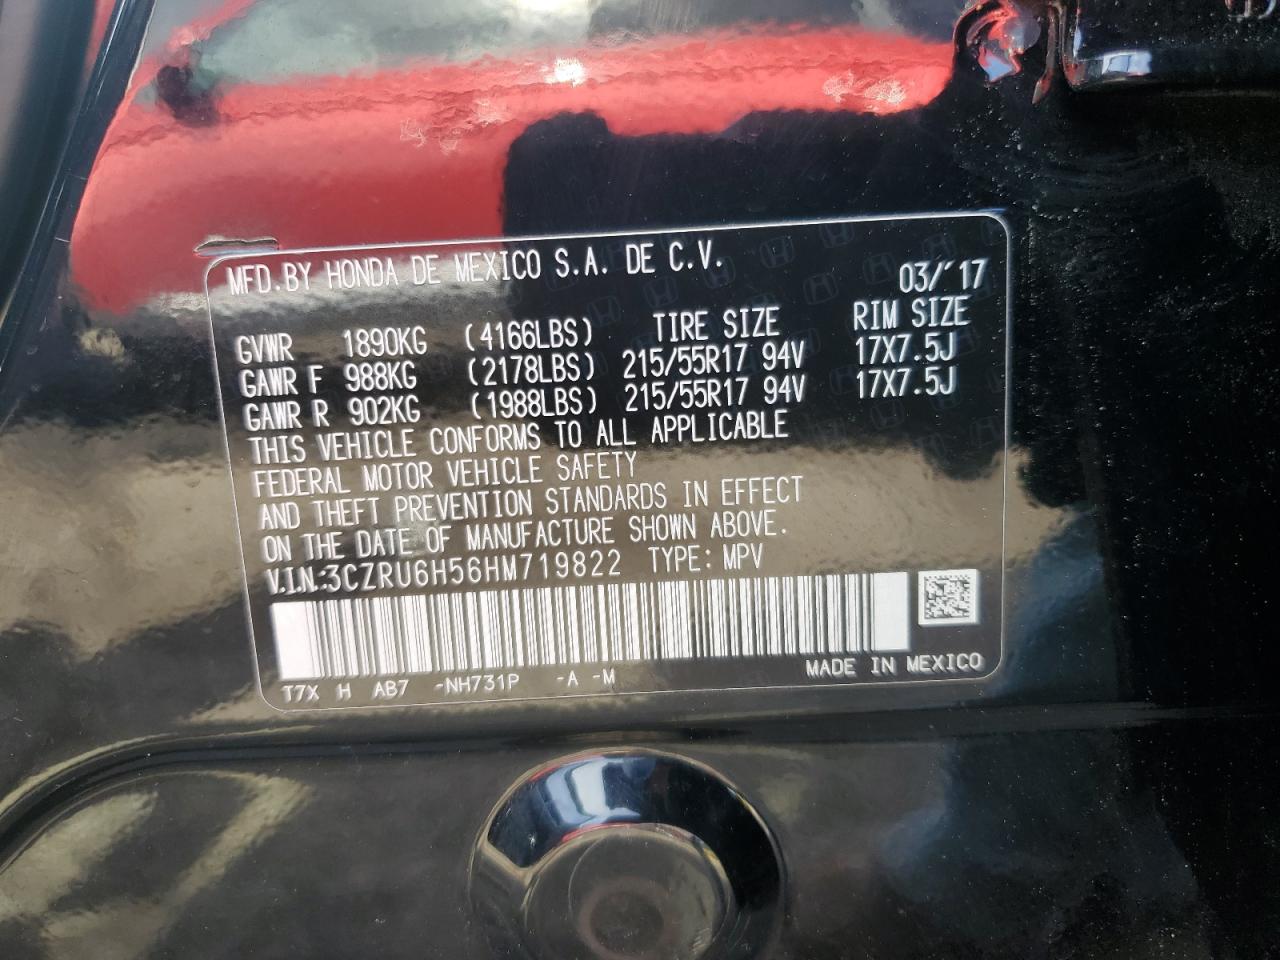 MFD. BY HONDA DE MEXICO S.A. DE C.V.
03/'17
GVWR 1890KG (4166LBS) TIRE SIZE RIM SIZE
GAWR F 988KG (2178LBS) 215/55R17 94V 17X7.5J
GAWR R 902KG (1988LBS) 215/55R17 94V 17X7.5J
THIS VEHICLE CONFORMS TO ALL APPLICABLE
FEDERAL MOTOR VEHICLE SAFETY
AND THEFT PREVENTION STANDARDS IN EFFECT
ON THE DATE OF MANUFACTURE SHOWN ABOVE.
V.I.N.:3CZRU6H56HM719822 TYPE: MPV
MADE IN MEXICO
T7X H AB7 -NH731P -A -M